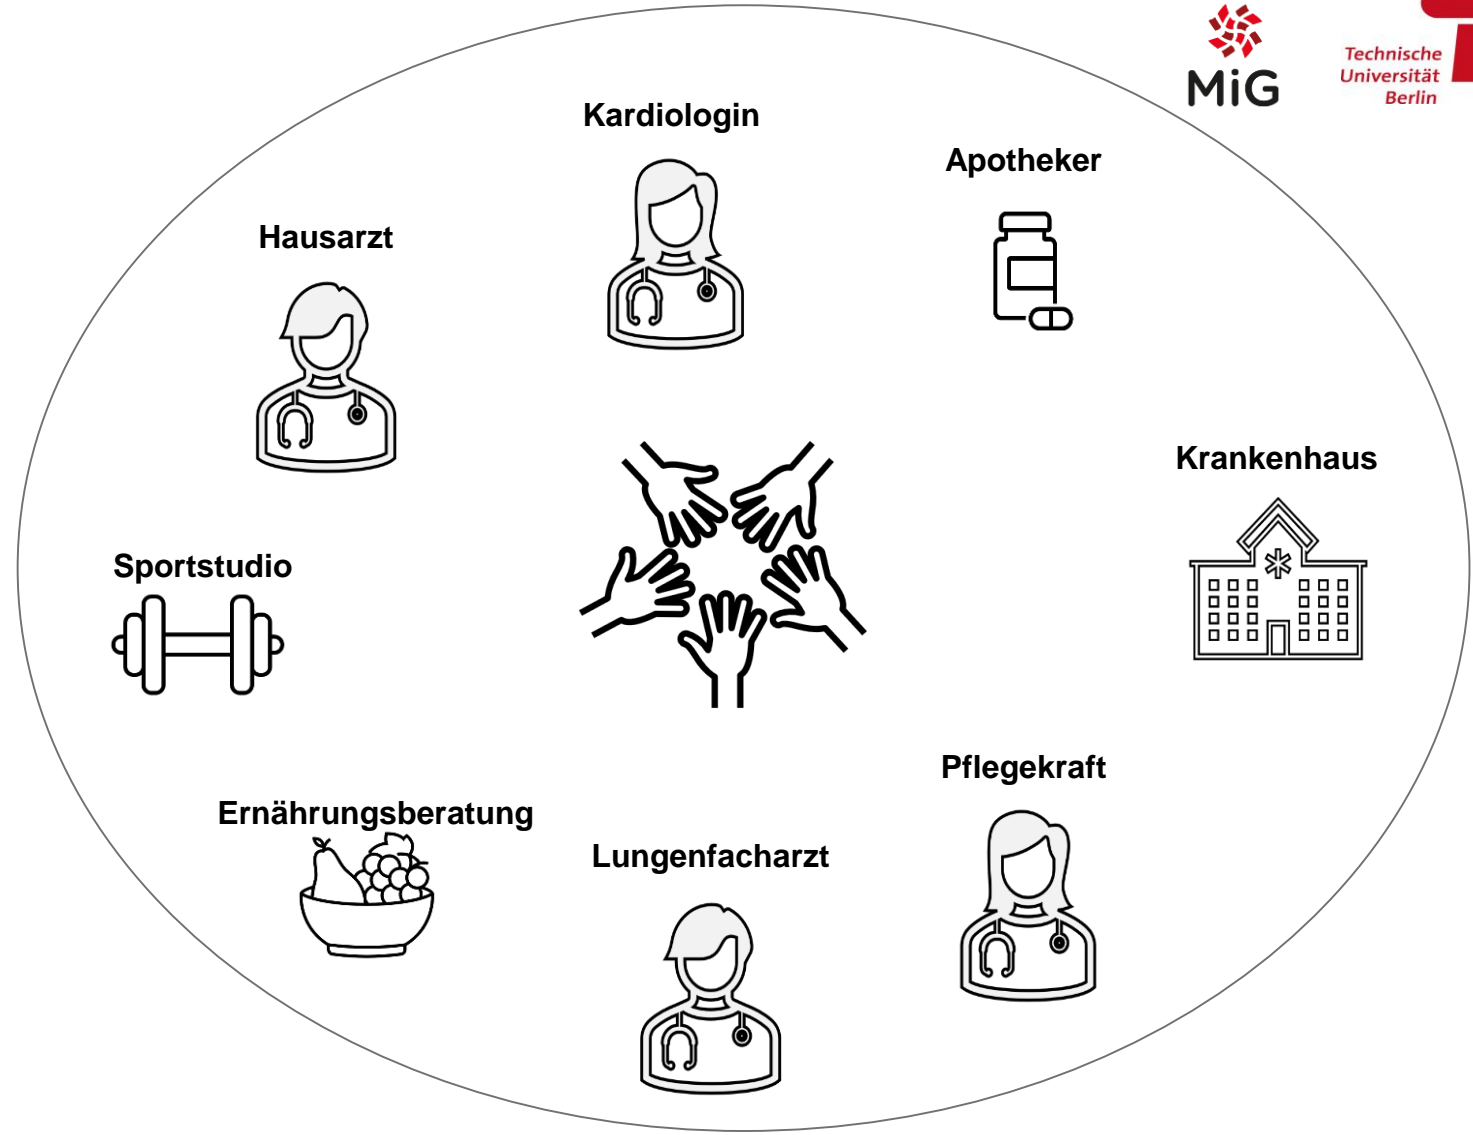 MiG
Technische
Universität
Berlin
Kardiologin
Apotheker
Hausarzt
Krankenhaus
Sportstudio
Pflegekraft
Ernährungsberatung
Lungenfacharzt